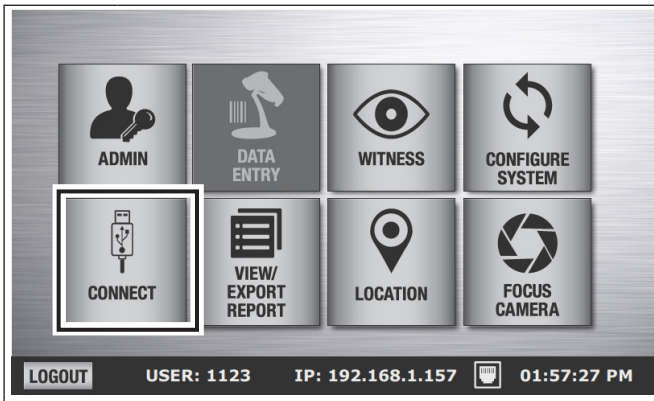 ADMIN
DATA
ENTRY
WITNESS
CONFIGURE
SYSTEM
CONNECT
VIEW/
EXPORT
REPORT
LOCATION
FOCUS
CAMERA
LOGOUT USER: 1123 IP: 192.168.1.157 01:57:27 PM